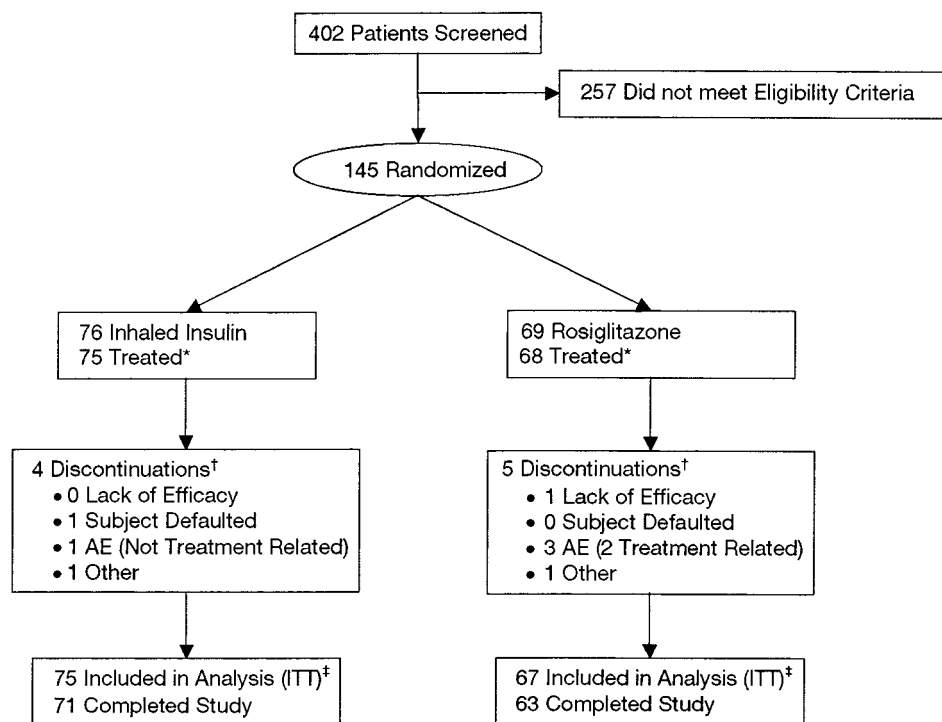 402 Patients Screened
257 Did not meet Eligibility Criteria
145 Randomized
76 Inhaled Insulin
75 Treated*
69 Rosiglitazone
68 Treated*
4 Discontinuations†
• 0 Lack of Efficacy
• 1 Subject Defaulted
• 1 AE (Not Treatment Related)
• 1 Other
5 Discontinuations†
• 1 Lack of Efficacy
• 0 Subject Defaulted
• 3 AE (2 Treatment Related)
• 1 Other
75 Included in Analysis (ITT)‡
71 Completed Study
67 Included in Analysis (ITT)‡
63 Completed Study